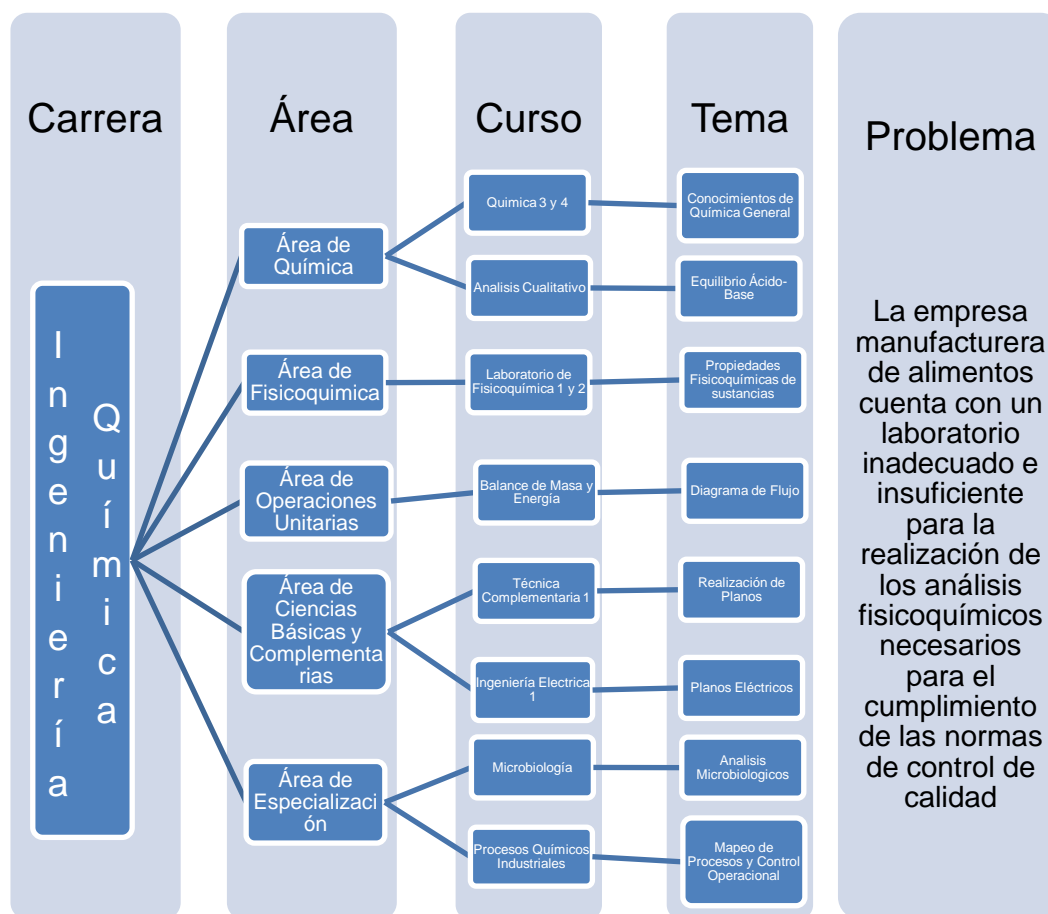 Carrera
Ingeniería
Química
Área
Área de
Química
Área de
Fisicoquimica
Área de
Operaciones
Unitarias
Área de
Ciencias
Básicas y
Complementa
rias
Área de
Especializaci
ón
Curso
Quimica 3 y 4
Analisis Cualitativo
Laboratorio de
Fisicoquímica 1 y 2
Balance de Masa y
Energía
Técnica
Complementaria 1
Ingeniería Electrica
1
Microbiología
Procesos Químicos
Industriales
Tema
Conocimientos de
Química General
Equilibrio Ácido-
Base
Propiedades
Fisicoquímicas de
sustancias
Diagrama de Flujo
Realización de
Planos
Planos Eléctricos
Analisis
Microbiologicos
Mapeo de
Procesos y Control
Operacional
Problema
La empresa
manufacturera
de alimentos
cuenta con un
laboratorio
inadecuado e
insuficiente
para la
realización de
los análisis
fisicoquímicos
necesarios
para el
cumplimiento
de las normas
de control de
calidad